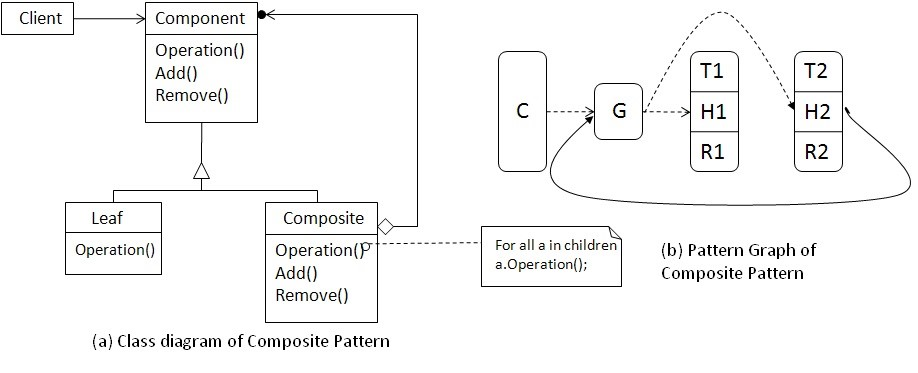 Client
Component
Operation()
Add()
Remove()
Leaf
Operation()
Composite
Operation()
Add()
Remove()
For all a in children
a.Operation();
(a) Class diagram of Composite Pattern
C
G
T1
H1
R1
T2
H2
R2
(b) Pattern Graph of
Composite Pattern